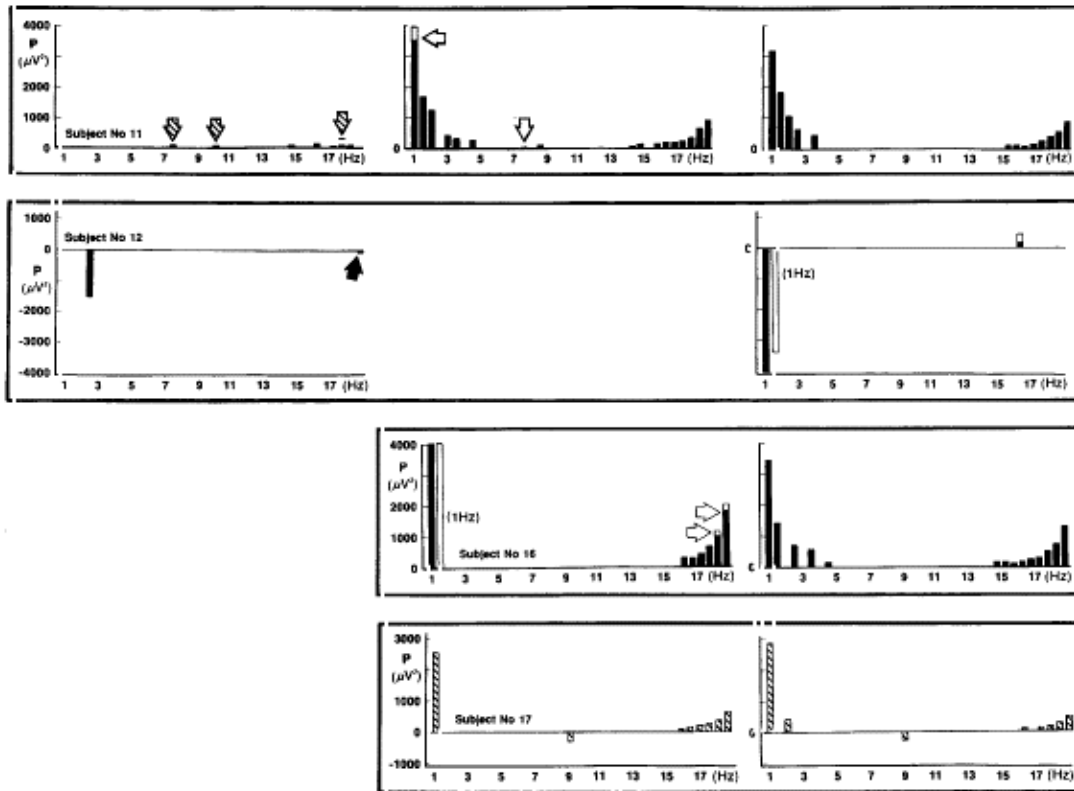 4000
P
(μV²)
2000
1000
0
Subject No 11
1 3 5 7 9 11 13 15 17 (Hz)
0
1 3 5 7 9 11 13 15 17 (Hz)
0
1 3 5 7 9 11 13 15 17 (Hz)
1000
Subject No 12
0
P
(μV²)
-2000
-3000
-4000
1 3 5 7 9 11 13 15 17 (Hz)
(1Hz)
1 3 5 7 9 11 13 15 17 (Hz)
4000
P
(μV²)
2000
1000
0
(1Hz)
Subject No 16
1 3 5 7 9 11 13 15 17 (Hz)
1 3 5 7 9 11 13 15 17 (Hz)
3000
P
(μV²)
1000
0
-1000
Subject No 17
1 3 5 7 9 11 13 15 17 (Hz)
1 3 5 7 9 11 13 15 17 (Hz)